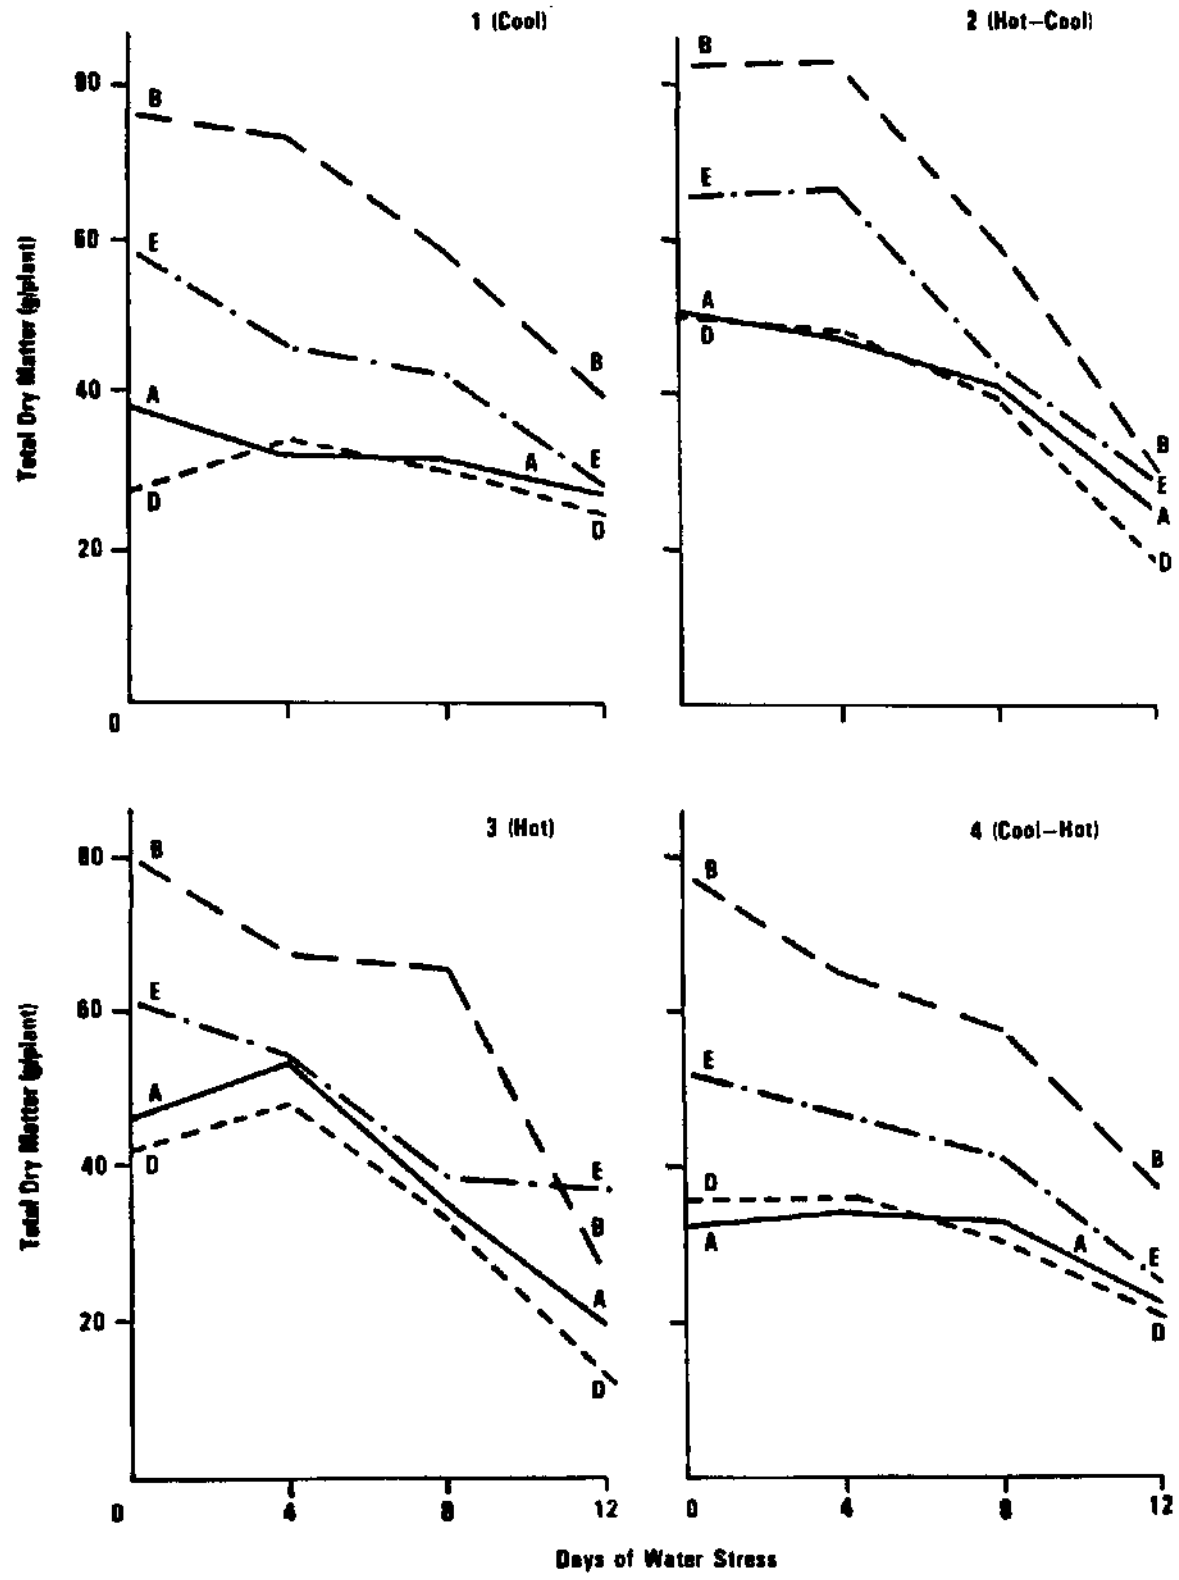 1 (Cool)
2 (Hot–Cool)
Total Dry Matter (g/plant)
80
60
40
20
0
B
E
A
D
B
A
E
D
B
E
A
D
B
E
A
D
3 (Hot)
4 (Cool–Hot)
Total Dry Matter (g/plant)
80
60
40
20
B
E
A
D
E
B
A
D
B
E
D
A
B
A
E
D
0 4 8 12
0 4 8 12
Days of Water Stress